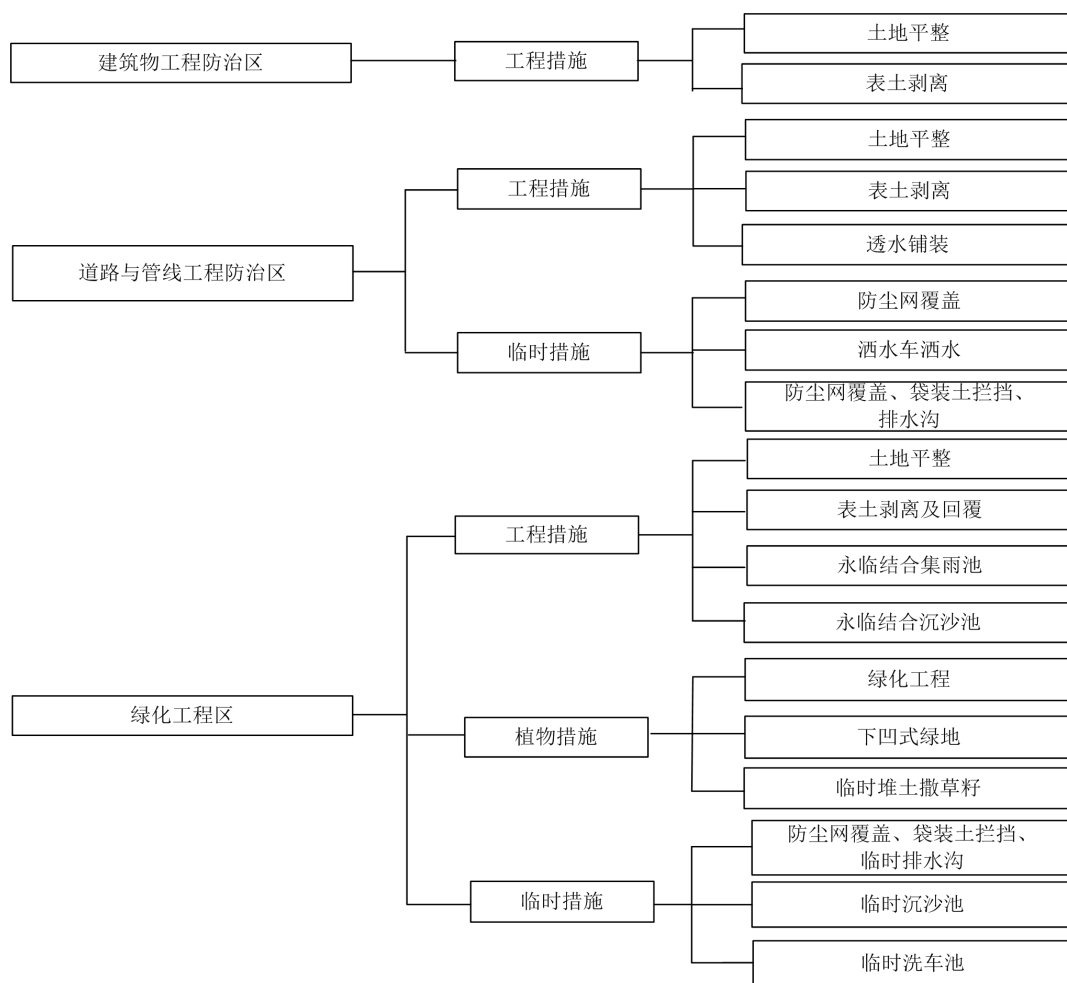 建筑物工程防治区
工程措施
土地平整
表土剥离
道路与管线工程防治区
工程措施
土地平整
表土剥离
透水铺装
临时措施
防尘网覆盖
洒水车洒水
防尘网覆盖、袋装土拦挡、
排水沟
绿化工程区
工程措施
土地平整
表土剥离及回覆
永临结合集雨池
永临结合沉沙池
植物措施
绿化工程
下凹式绿地
临时堆土撒草籽
临时措施
防尘网覆盖、袋装土拦挡、
临时排水沟
临时沉沙池
临时洗车池